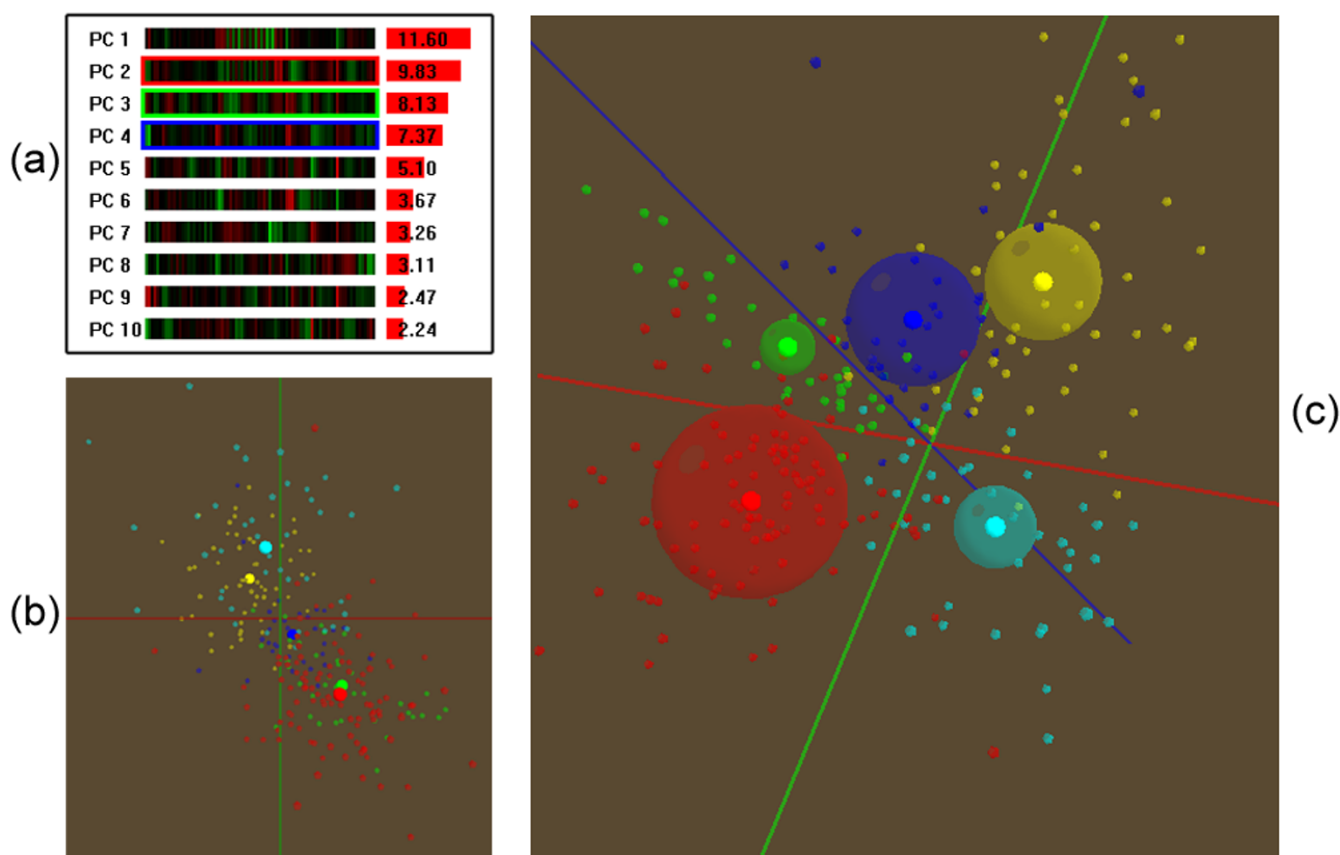 (a)
PC 1 11.60
PC 2 9.83
PC 3 8.13
PC 4 7.37
PC 5 5.10
PC 6 3.67
PC 7 3.26
PC 8 3.11
PC 9 2.47
PC 10 2.24
(b)
(c)